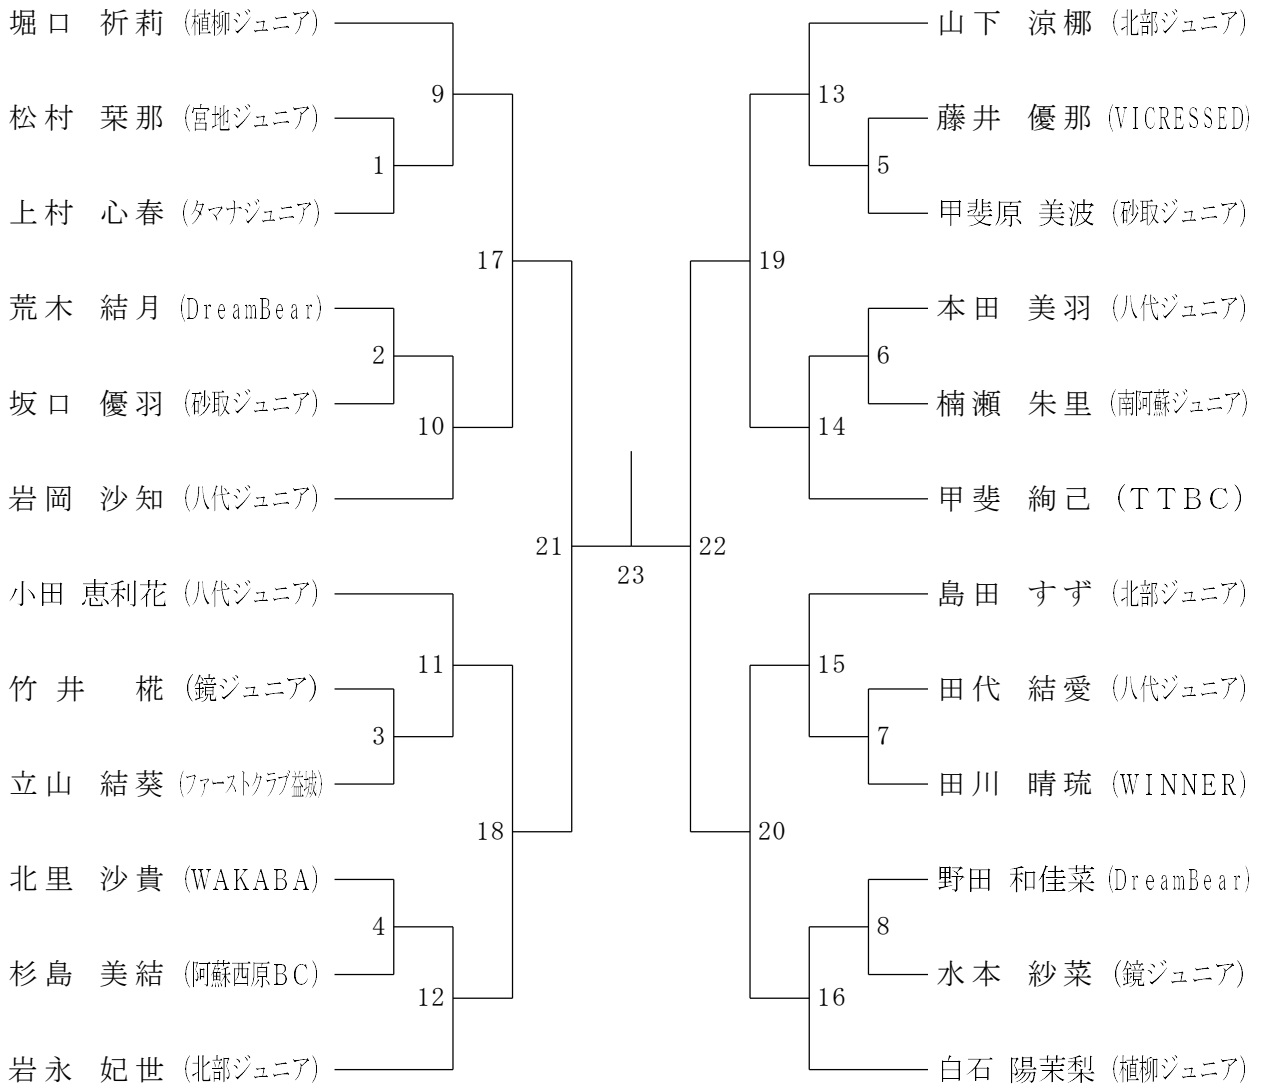 堀口 祈莉 (植柳ジュニア)
9
松村 栞那 (宮地ジュニア)
1
上村 心春 (タマナジュニア)
17
荒木 結月 (DreamBear)
2
坂口 優羽 (砂取ジュニア)
10
岩岡 沙知 (八代ジュニア)
21
小田 恵利花 (八代ジュニア)
11
竹井 椛 (鏡ジュニア)
3
立山 結葵 (ファーストクラブ益城)
18
北里 沙貴 (WAKABA)
4
杉島 美結 (阿蘇西原BC)
12
岩永 妃世 (北部ジュニア)
23
山下 涼梛 (北部ジュニア)
13
藤井 優那 (VICRESSED)
5
甲斐原 美波 (砂取ジュニア)
19
本田 美羽 (八代ジュニア)
6
楠瀬 朱里 (南阿蘇ジュニア)
14
甲斐 絢己 (TTBC)
22
島田 すず (北部ジュニア)
15
田代 結愛 (八代ジュニア)
7
田川 晴琉 (WINNER)
20
野田 和佳菜 (DreamBear)
8
水本 紗菜 (鏡ジュニア)
16
白石 陽茉梨 (植柳ジュニア)